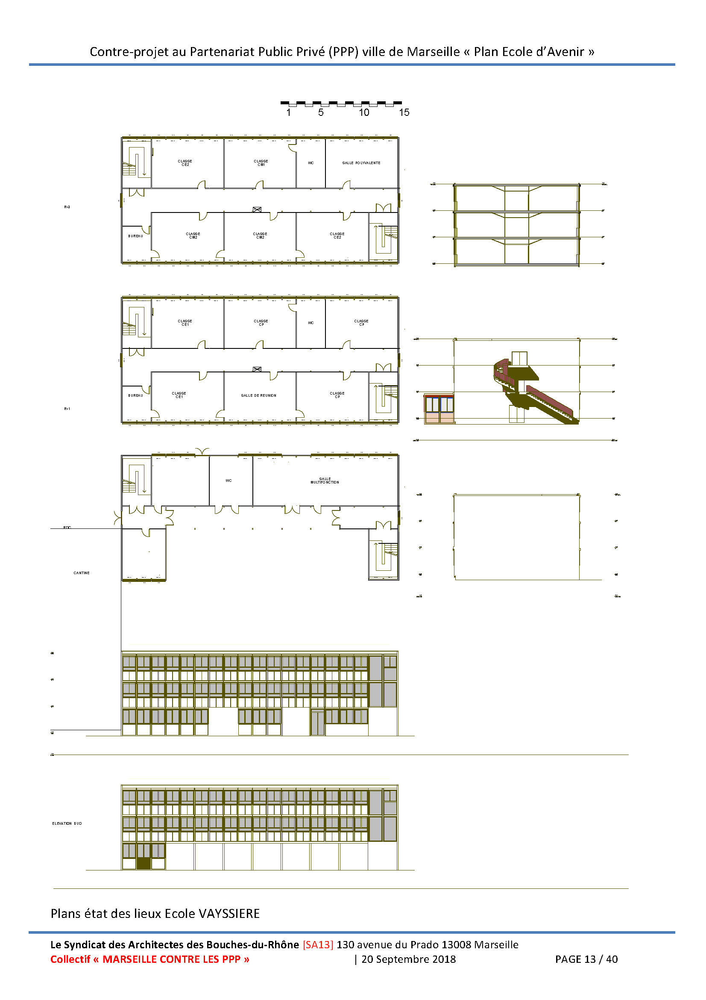 Contre-projet au Partenariat Public Privé (PPP) ville de Marseille « Plan Ecole d’Avenir »
1 5 10 15
CLASSE
CE2
CLASSE
CM1
WC
SALLE POLYVALENTE
R+2
BUREAU
CLASSE
CM2
CLASSE
CM2
CLASSE
CE2
CLASSE
CE1
CLASSE
CP
WC
CLASSE
CP
BUREAU
CLASSE
CE1
SALLE DE REUNION
CLASSE
CP
R+1
WC
SALLE
MULTIFONCTION
RDC
CANTINE
ELEVATION SUD
Plans état des lieux Ecole VAYSSIERE
Le Syndicat des Architectes des Bouches-du-Rhône [SA13] 130 avenue du Prado 13008 Marseille
Collectif « MARSEILLE CONTRE LES PPP » | 20 Septembre 2018 PAGE 13 / 40